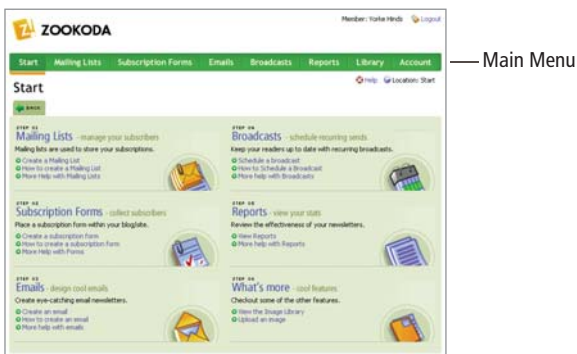 Member: Yorke Hinds Logout
ZOOKODA
Start Mailing Lists Subscription Forms Emails Broadcasts Reports Library Account
Main Menu
Help Location: Start
Start
BACK
STEP 01
Mailing Lists - manage your subscribers
Mailing lists are used to store your subscriptions.
Create a Mailing List
How to create a Mailing List
More Help with Mailing Lists
STEP 02
Subscription Forms - collect subscribers
Place a subscription form within your blog/site.
Create a subscription form
How to create a subscription form
More Help with Forms
STEP 03
Emails - design cool emails
Create eye-catching email newsletters.
Create an email
How to create an email
More help with emails.
Broadcasts - schedule recurring sends
Keep your readers up to date with recurring broadcasts.
Schedule a broadcast
How to Schedule a Broadcast
More help with Broadcasts
Reports - view your stats
Review the effectiveness of your newsletters.
View Reports
More help with Reports
What's more - cool features
Checkout some of the other features.
View the Image Library
Upload an image